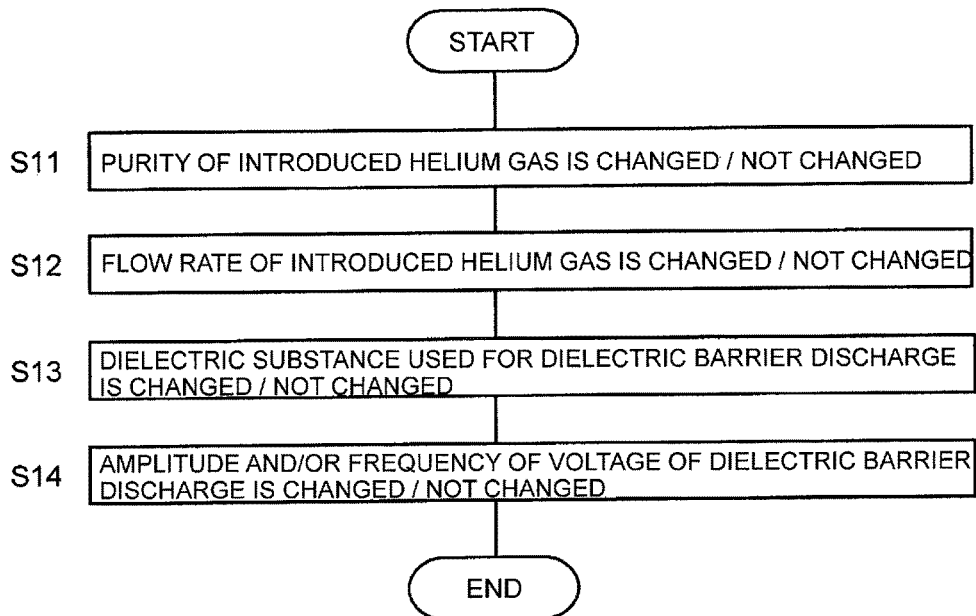 START
S11 PURITY OF INTRODUCED HELIUM GAS IS CHANGED / NOT CHANGED
S12 FLOW RATE OF INTRODUCED HELIUM GAS IS CHANGED / NOT CHANGED
S13 DIELECTRIC SUBSTANCE USED FOR DIELECTRIC BARRIER DISCHARGE
IS CHANGED / NOT CHANGED
S14 AMPLITUDE AND/OR FREQUENCY OF VOLTAGE OF DIELECTRIC BARRIER
DISCHARGE IS CHANGED / NOT CHANGED
END